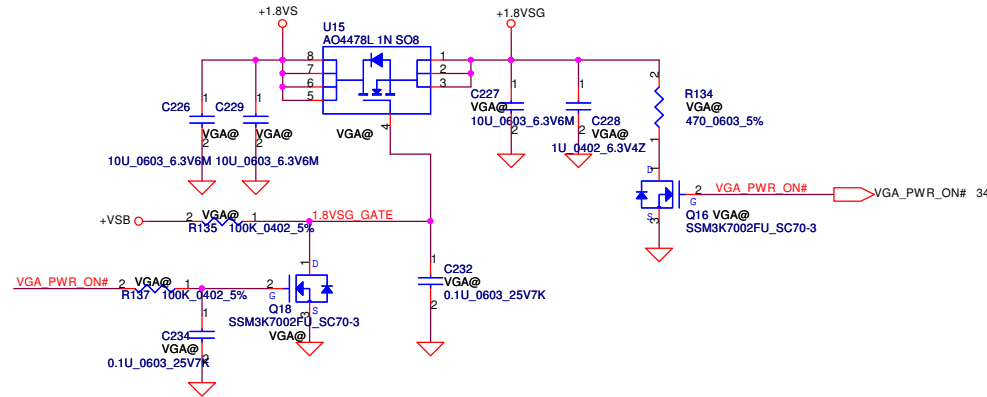 +1.8VS
+1.8VSG
U15
AO4478L 1N SO8
8
7
6
5
1
2
3
4
C226
1
VGA@
2
10U_0603_6.3V6M
C229
1
VGA@
2
10U_0603_6.3V6M
VGA@
C227
1
VGA@
2
10U_0603_6.3V6M
1
C228
VGA@
2
1U_0402_6.3V4Z
2
R134
VGA@
470_0603_5%
1
D
1
S
3
G
2
VGA_PWR_ON#
VGA_PWR_ON# 34
Q16 VGA@
SSM3K7002FU_SC70-3
+VSB
2
VGA@
1
R135 100K_0402_5%
1.8VSG_GATE
VGA_PWR_ON#
2
VGA@
1
R137 100K_0402_5%
2
G
1
D
S
3
Q18
SSM3K7002FU_SC70-3
VGA@
1
C232
VGA@
0.1U_0603_25V7K
2
1
C234
VGA@
2
0.1U_0603_25V7K